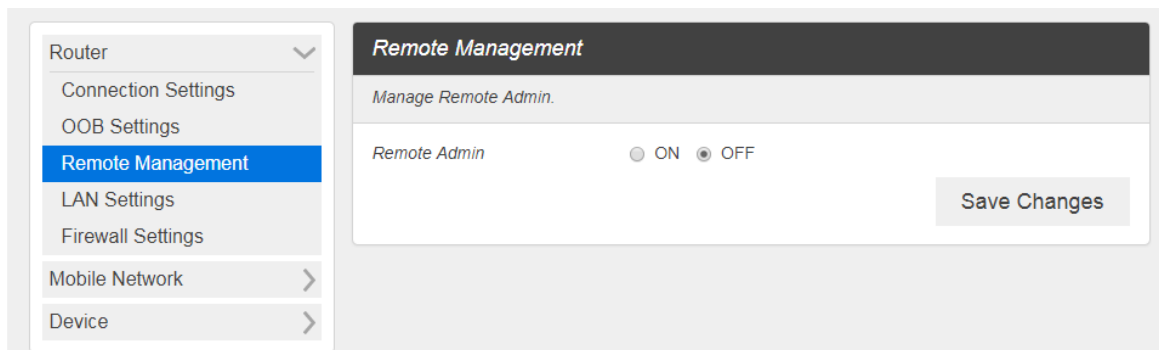 Router
Connection Settings
OOB Settings
Remote Management
LAN Settings
Firewall Settings
Mobile Network
Device
Remote Management
Manage Remote Admin.
Remote Admin ON OFF
Save Changes